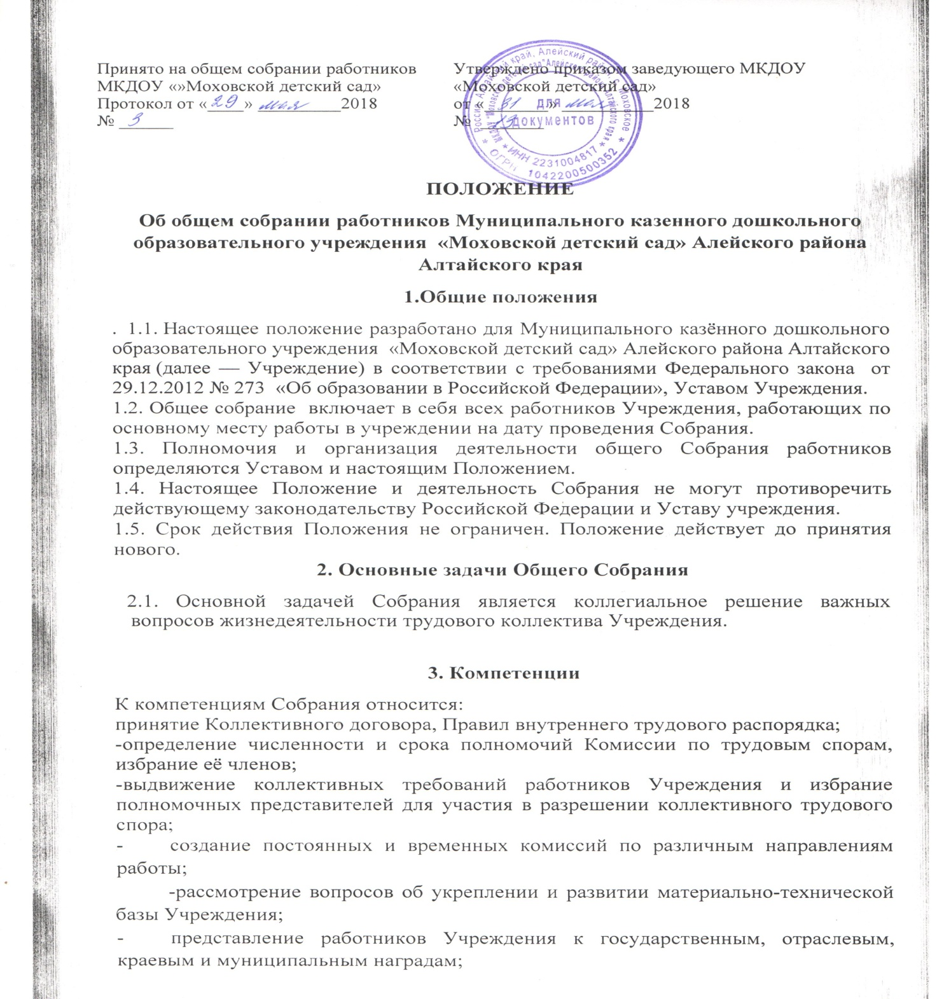 Принято на общем собрании работников
МКДОУ «»Моховской детский сад»
Протокол от «29» мая 2018
№ 3
Утверждено приказом заведующего МКДОУ
«Моховской детский сад»
от «31» мая 2018
№ 13
Россия, Алтайский край, Алейский район, с. Моховское
МКДОУ "Моховской детский сад" Алейского района Алтайского края
для
документов
* ИНН 2231004817 *
* ОГРН 1042200500352 *
ПОЛОЖЕНИЕ
Об общем собрании работников Муниципального казенного дошкольного
образовательного учреждения «Моховской детский сад» Алейского района
Алтайского края
1.Общие положения
. 1.1. Настоящее положение разработано для Муниципального казённого дошкольного
образовательного учреждения «Моховской детский сад» Алейского района Алтайского
края (далее — Учреждение) в соответствии с требованиями Федерального закона от
29.12.2012 № 273 «Об образовании в Российской Федерации», Уставом Учреждения.
1.2. Общее собрание включает в себя всех работников Учреждения, работающих по
основному месту работы в учреждении на дату проведения Собрания.
1.3. Полномочия и организация деятельности общего Собрания работников
определяются Уставом и настоящим Положением.
1.4. Настоящее Положение и деятельность Собрания не могут противоречить
действующему законодательству Российской Федерации и Уставу учреждения.
1.5. Срок действия Положения не ограничен. Положение действует до принятия
нового.
2. Основные задачи Общего Собрания
2.1. Основной задачей Собрания является коллегиальное решение важных
вопросов жизнедеятельности трудового коллектива Учреждения.
3. Компетенции
К компетенциям Собрания относится:
принятие Коллективного договора, Правил внутреннего трудового распорядка;
-определение численности и срока полномочий Комиссии по трудовым спорам,
избрание её членов;
-выдвижение коллективных требований работников Учреждения и избрание
полномочных представителей для участия в разрешении коллективного трудового
спора;
- создание постоянных и временных комиссий по различным направлениям
работы;
-рассмотрение вопросов об укреплении и развитии материально-технической
базы Учреждения;
- представление работников Учреждения к государственным, отраслевым,
краевым и муниципальным наградам;